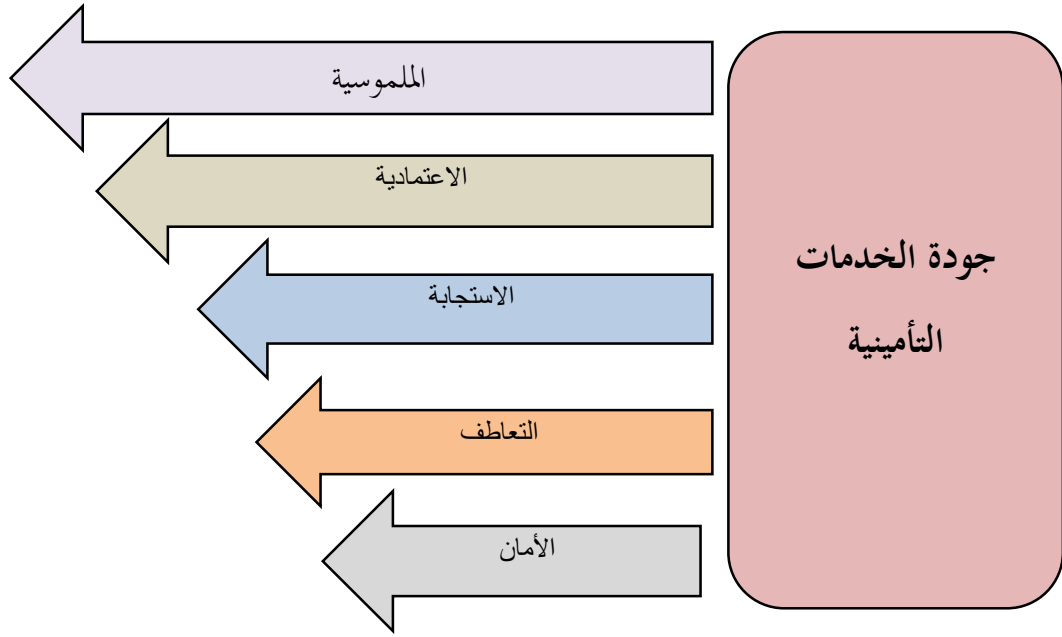 جودة الخدمات
التأمينية
الملموسية
الاعتمادية
الاستجابة
التعاطف
الأمان